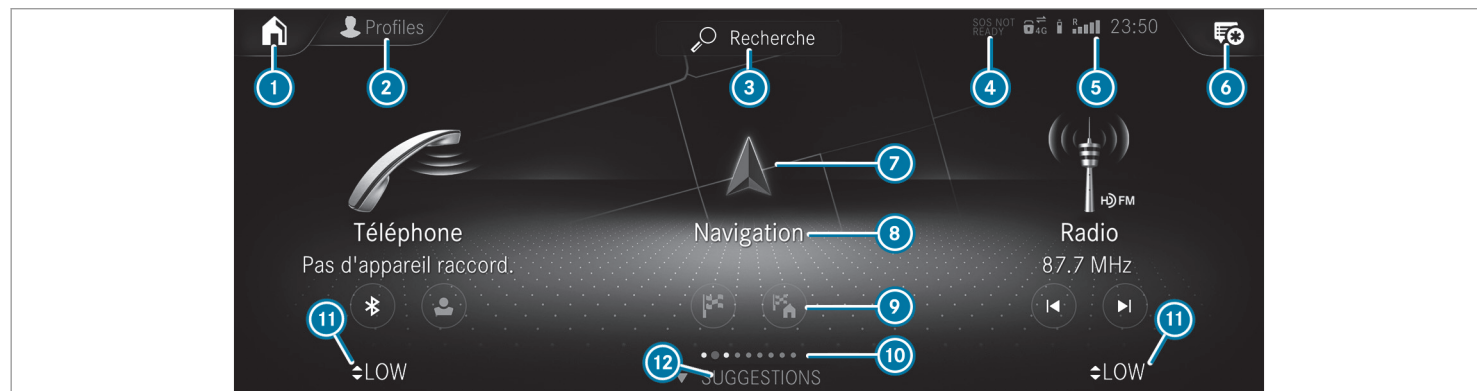 Profiles
Recherche
SOS NOT
READY
4G
R
23:50
1
2
3
4
5
6
7
HD FM
Téléphone
Navigation
8
Radio
Pas d'appareil raccord.
87.7 MHz
9
11
11
10
12
LOW
SUGGESTIONS
LOW